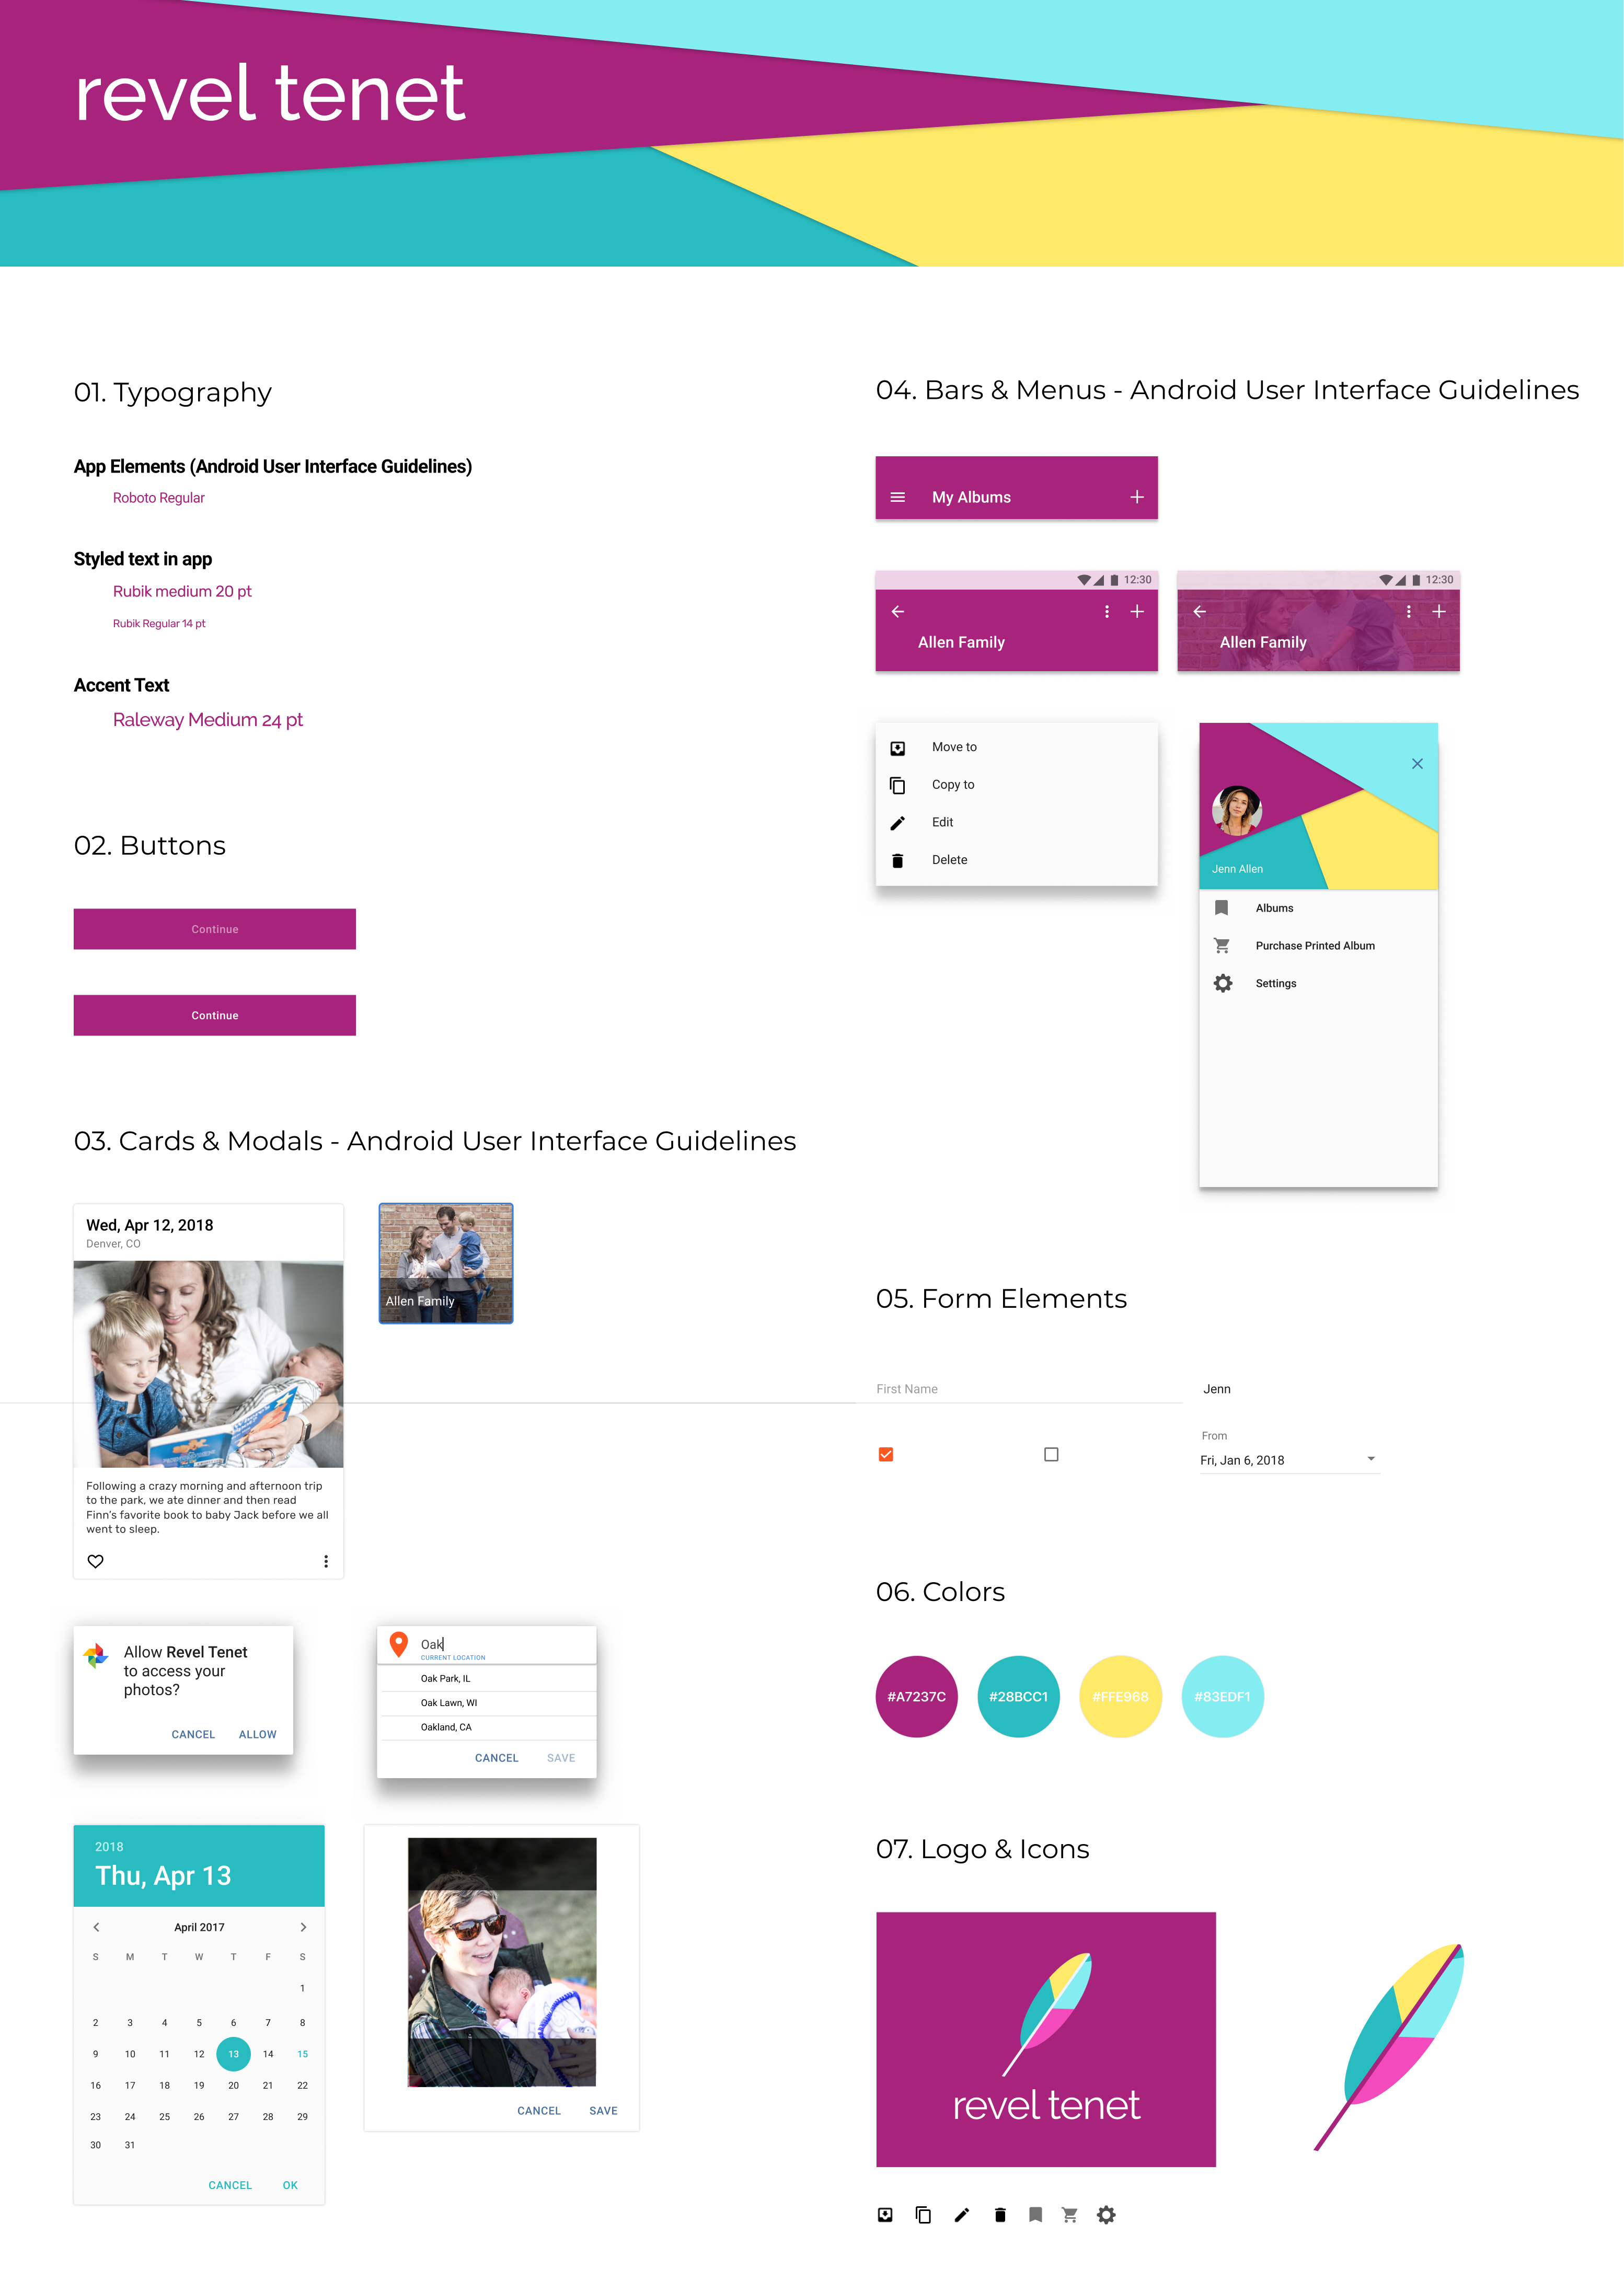 revel tenet
01. Typography
App Elements (Android User Interface Guidelines)
Roboto Regular
Styled text in app
Rubik medium 20 pt
Rubik Regular 14 pt
Accent Text
Raleway Medium 24 pt
02. Buttons
Continue
Continue
03. Cards & Modals - Android User Interface Guidelines
Wed, Apr 12, 2018
Denver, CO
Allen Family
Following a crazy morning and afternoon trip
to the park, we ate dinner and then read
Finn's favorite book to baby Jack before we all
went to sleep.
Allow Revel Tenet
to access your
photos?
CANCEL ALLOW
Oak
CURRENT LOCATION
Oak Park, IL
Oak Lawn, WI
Oakland, CA
CANCEL SAVE
2018
Thu, Apr 13
April 2017
S M T W T F S
1
2 3 4 5 6 7 8
9 10 11 12 13 14 15
16 17 18 19 20 21 22
23 24 25 26 27 28 29
30 31
CANCEL OK
CANCEL SAVE
04. Bars & Menus - Android User Interface Guidelines
My Albums
12:30
Allen Family
12:30
Allen Family
Move to
Copy to
Edit
Delete
Jenn Allen
Albums
Purchase Printed Album
Settings
05. Form Elements
First Name
Jenn
From
Fri, Jan 6, 2018
06. Colors
#A7237C #28BCC1 #FFE968 #83EDF1
07. Logo & Icons
revel tenet